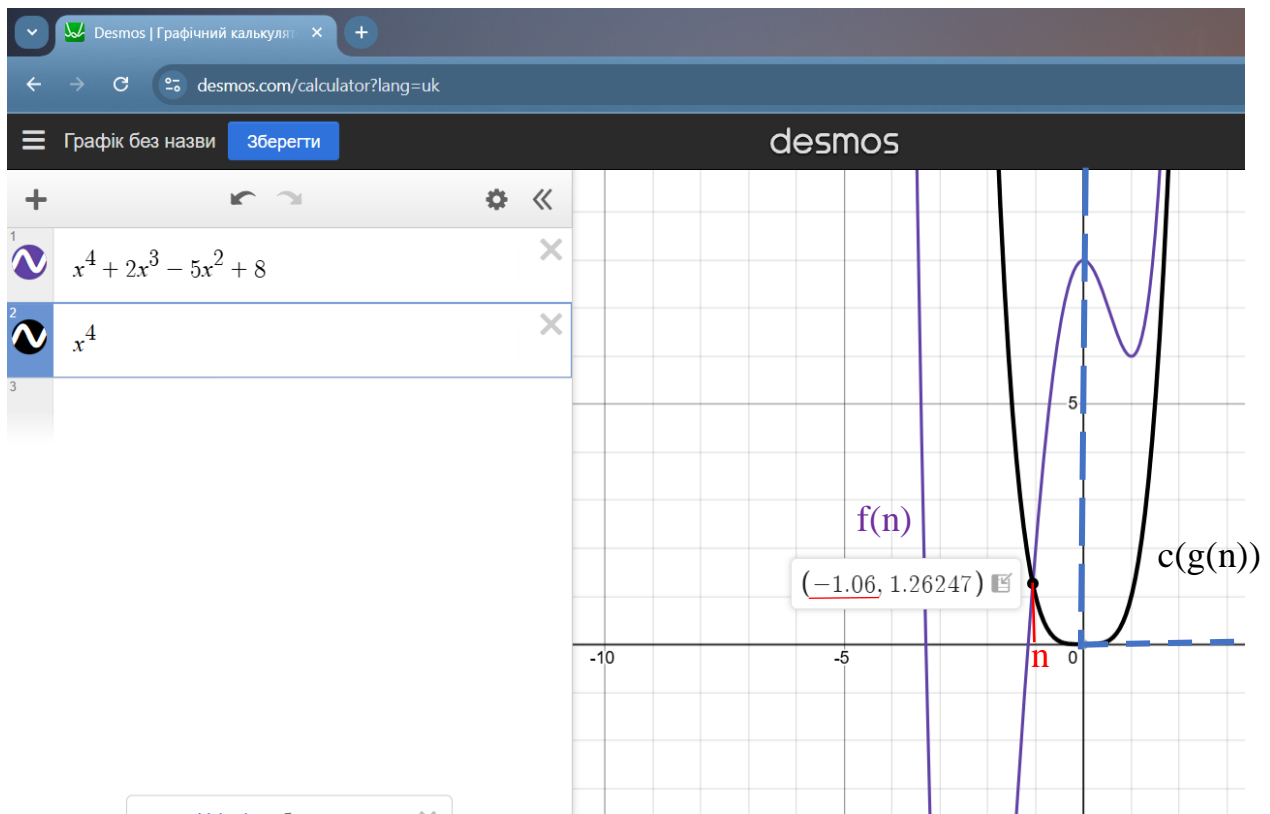 Desmos | Графічний калькулят
desmos.com/calculator?lang=uk
Графік без назви
Зберегти
desmos
1
x^4 + 2x^3 − 5x^2 + 8
2
x^4
3
5
f(n)
c(g(n))
(−1.06, 1.26247)
-10
-5
n
0